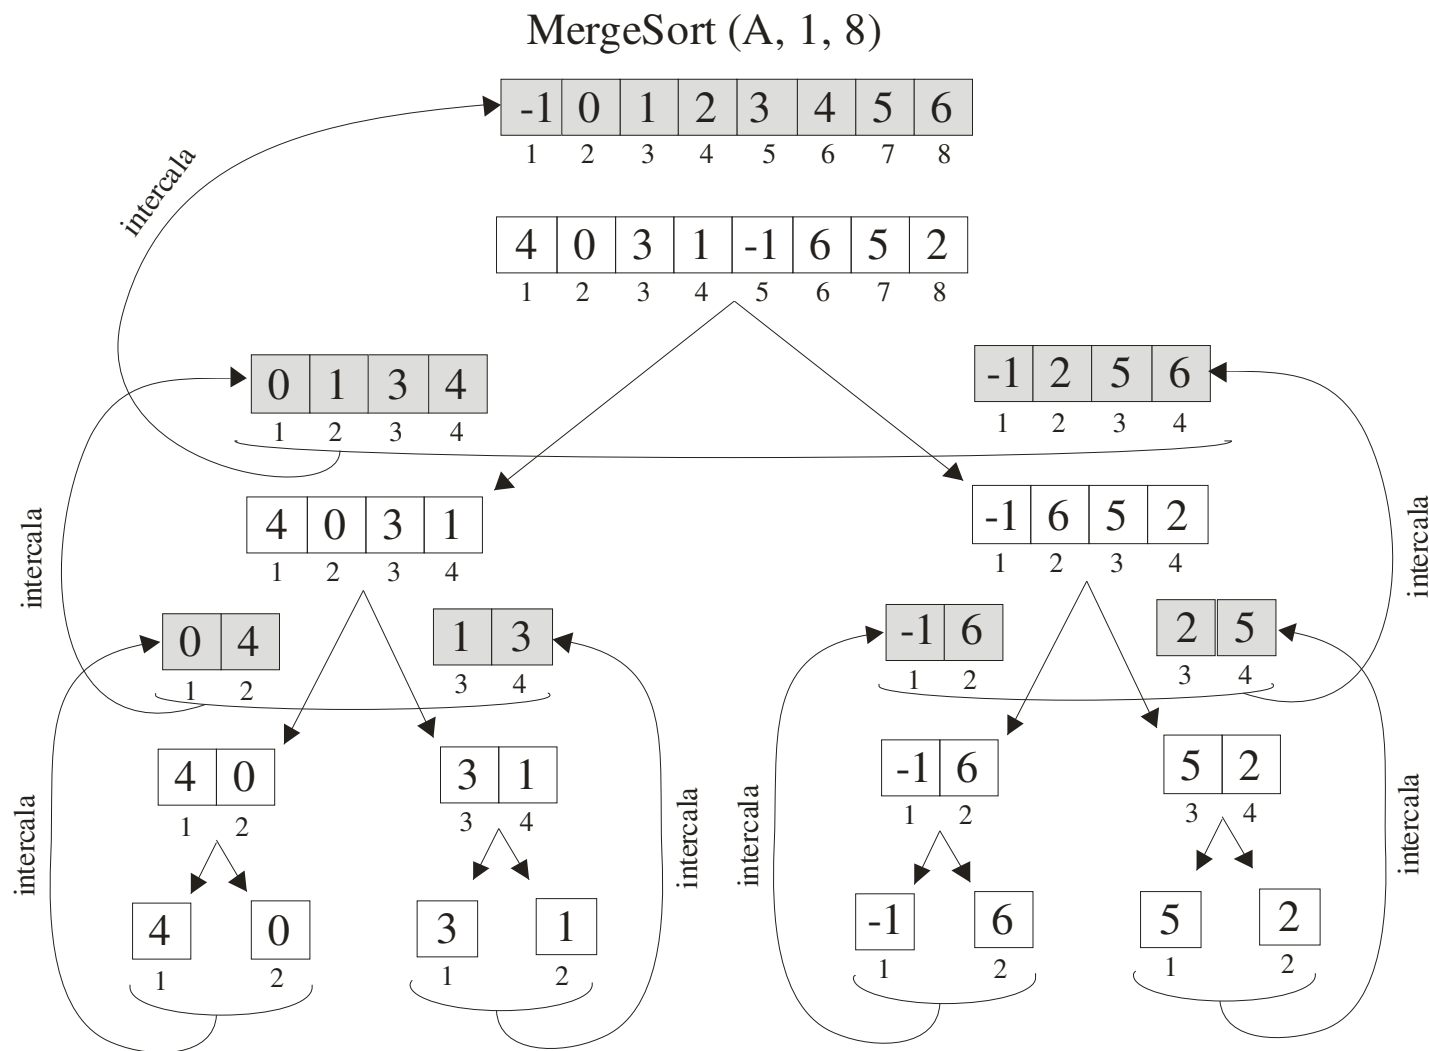 MergeSort (A, 1, 8)
-1 0 1 2 3 4 5 6
1 2 3 4 5 6 7 8
intercala
4 0 3 1 -1 6 5 2
1 2 3 4 5 6 7 8
0 1 3 4
1 2 3 4
-1 2 5 6
1 2 3 4
intercala
4 0 3 1
1 2 3 4
-1 6 5 2
1 2 3 4
intercala
0 4
1 2
1 3
3 4
-1 6
1 2
2 5
3 4
4 0
1 2
3 1
3 4
-1 6
1 2
5 2
3 4
intercala
intercala
intercala
intercala
4
1
0
2
3
1
1
2
-1
1
6
2
5
1
2
2